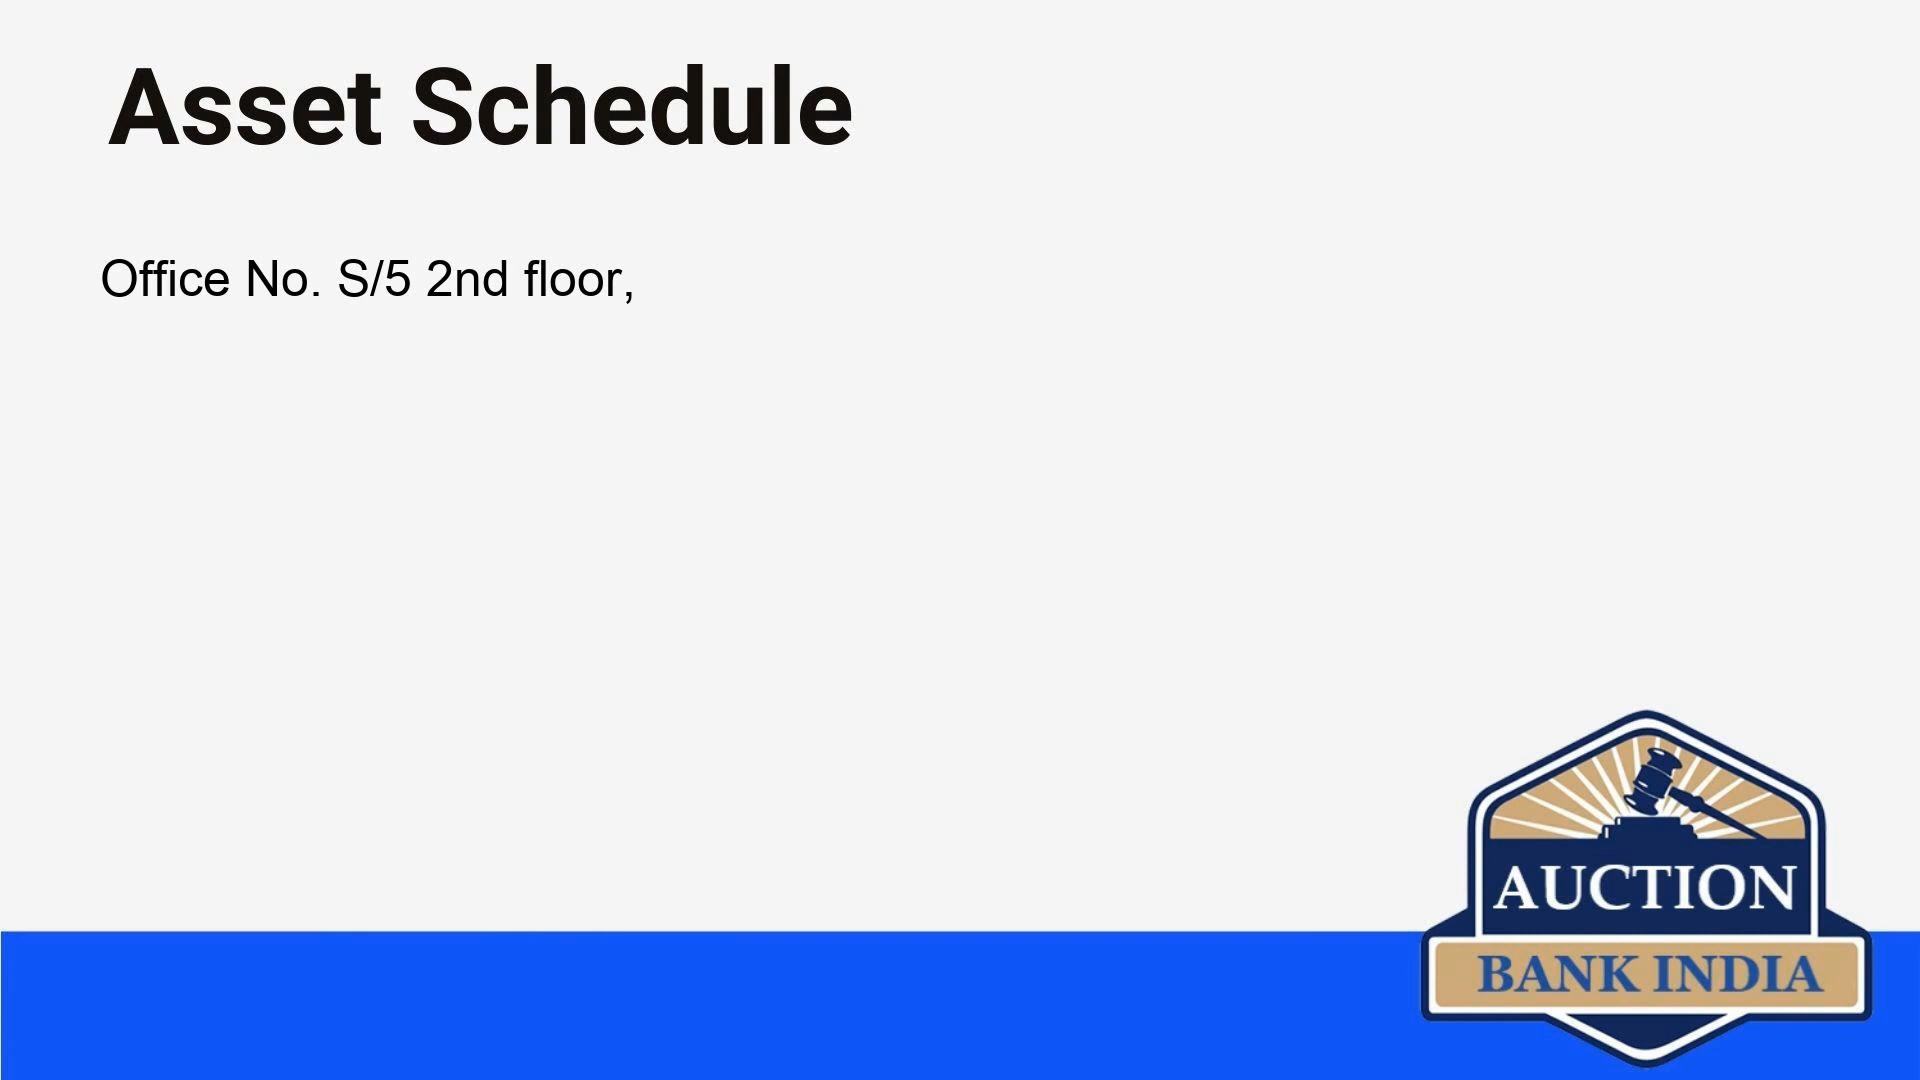 Asset Schedule
Office No. S/5 2nd floor,
AUCTION
BANK INDIA